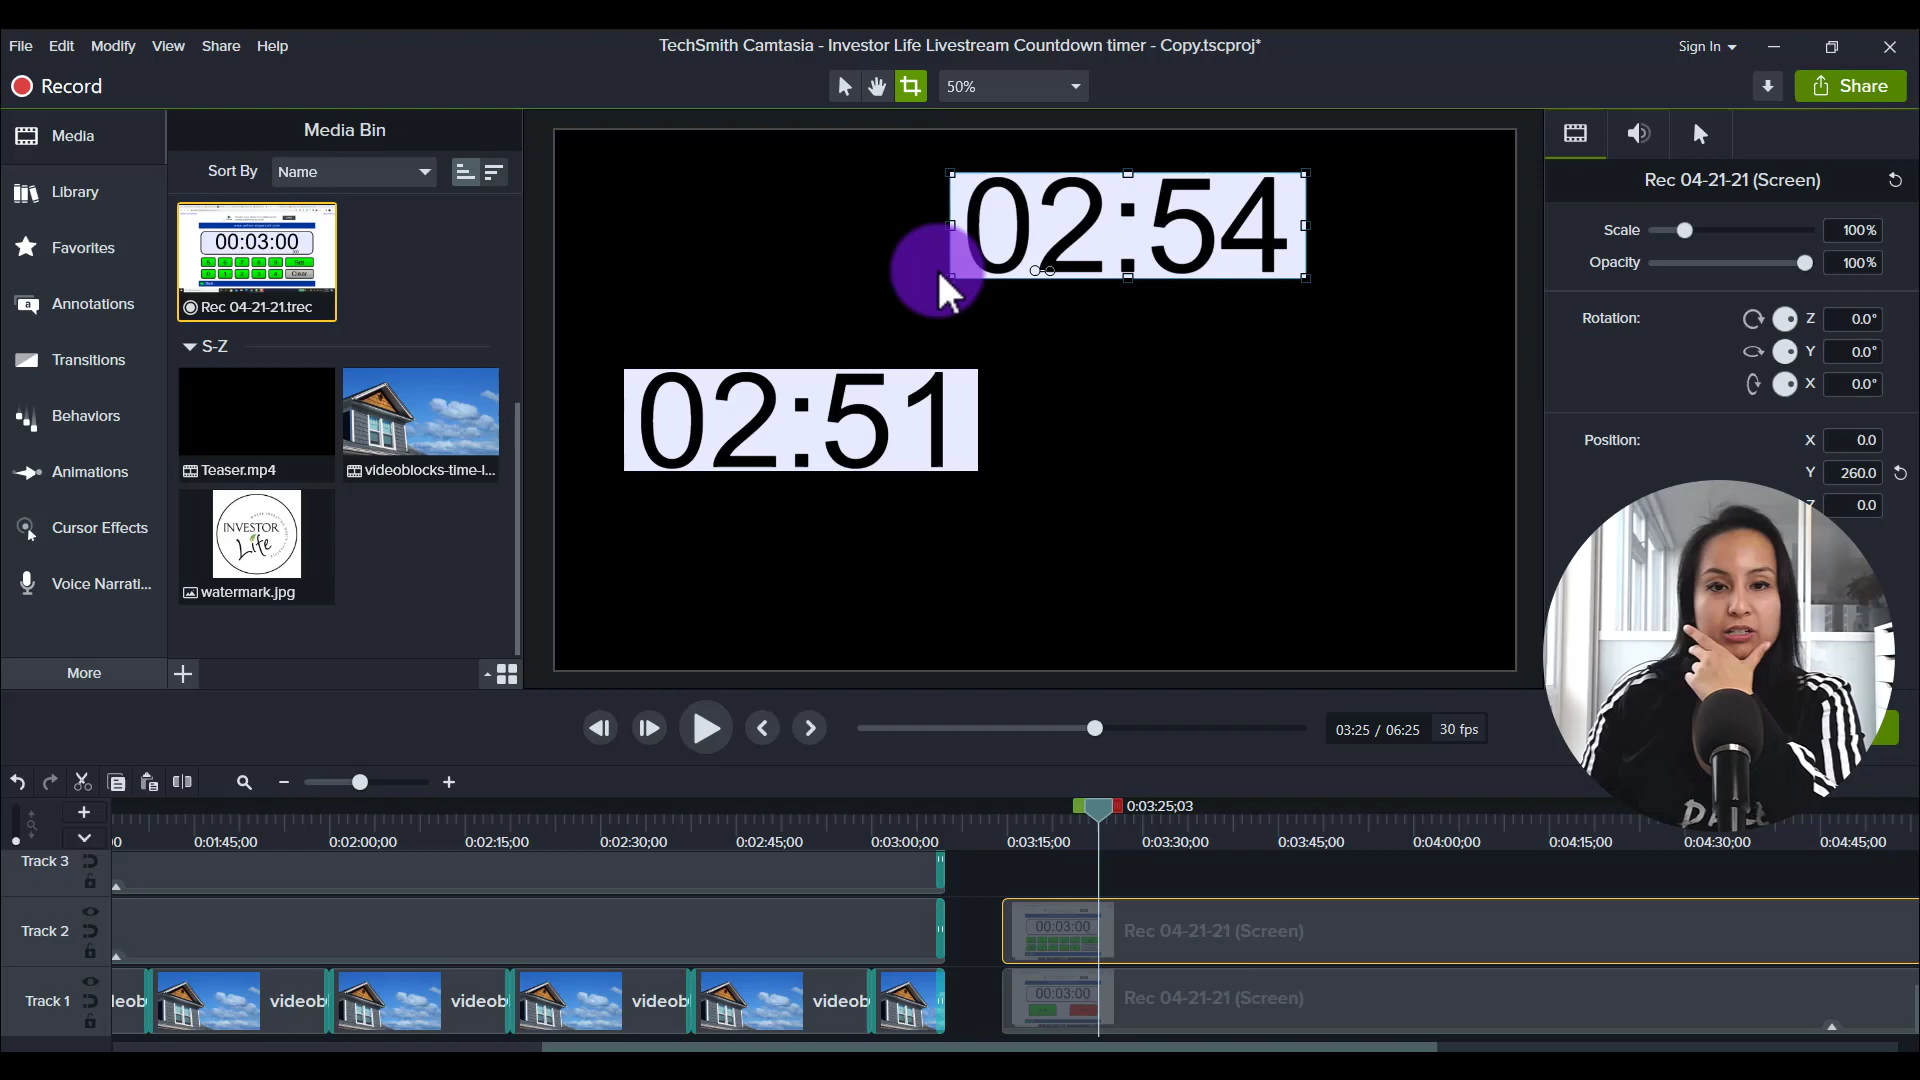 File Edit Modify View Share Help
TechSmith Camtasia - Investor Life Livestream Countdown timer - Copy.tscproj*
Sign In
Record
50%
Share
Media
Library
Favorites
Annotations
Transitions
Behaviors
Animations
Cursor Effects
Voice Narrati...
More
Media Bin
Sort By Name
00:03:00
Clear
Rec 04-21-21.trec
S-Z
Teaser.mp4
videoblocks-time-l...
INVESTOR
Life
watermark.jpg
02:54
02:51
Rec 04-21-21 (Screen)
Scale 100%
Opacity 100%
Rotation: Z 0.0°
Y 0.0°
X 0.0°
Position: X 0.0
Y 260.0
Z 0.0
03:25 / 06:25 30 fps
0:03:25;03
0:01:45;00 0:02:00;00 0:02:15;00 0:02:30;00 0:02:45;00 0:03:00;00 0:03:15;00 0:03:30;00 0:03:45;00 0:04:00;00 0:04:15;00 0:04:30;00 0:04:45;00
Track 3
Track 2
00:03:00
Rec 04-21-21 (Screen)
Track 1
leob videob videob videob videob
00:03:00
Rec 04-21-21 (Screen)